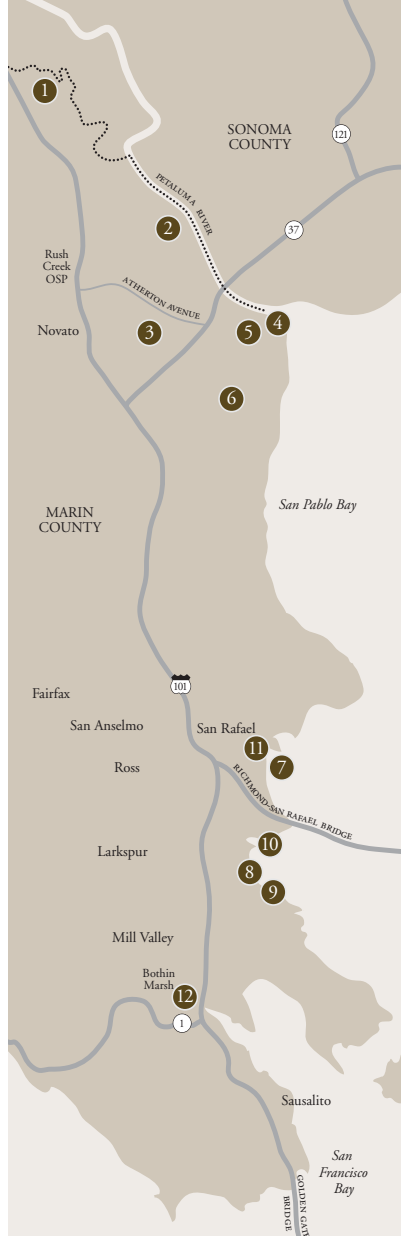 1
SONOMA
COUNTY
121
PETALUMA RIVER
2
37
Rush
Creek
OSP
ATHERTON AVENUE
Novato
3
5
4
6
San Pablo Bay
MARIN
COUNTY
101
Fairfax
San Anselmo
San Rafael
11
Ross
7
RICHMOND–SAN RAFAEL BRIDGE
10
Larkspur
8
9
Mill Valley
Bothin
Marsh
12
1
Sausalito
San
Francisco
Bay
GOLDEN GATE
BRIDGE